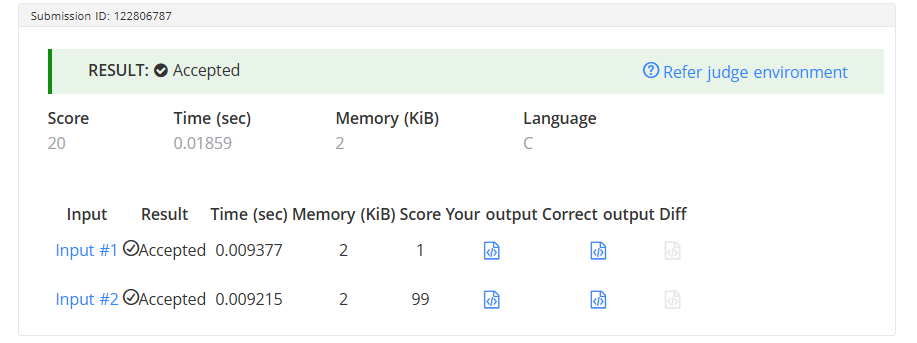 Submission ID: 122806787
RESULT: Accepted
Refer judge environment
Score Time (sec) Memory (KiB) Language
20 0.01859 2 C
Input Result Time (sec) Memory (KiB) Score Your output Correct output Diff
Input #1 Accepted 0.009377 2 1
Input #2 Accepted 0.009215 2 99